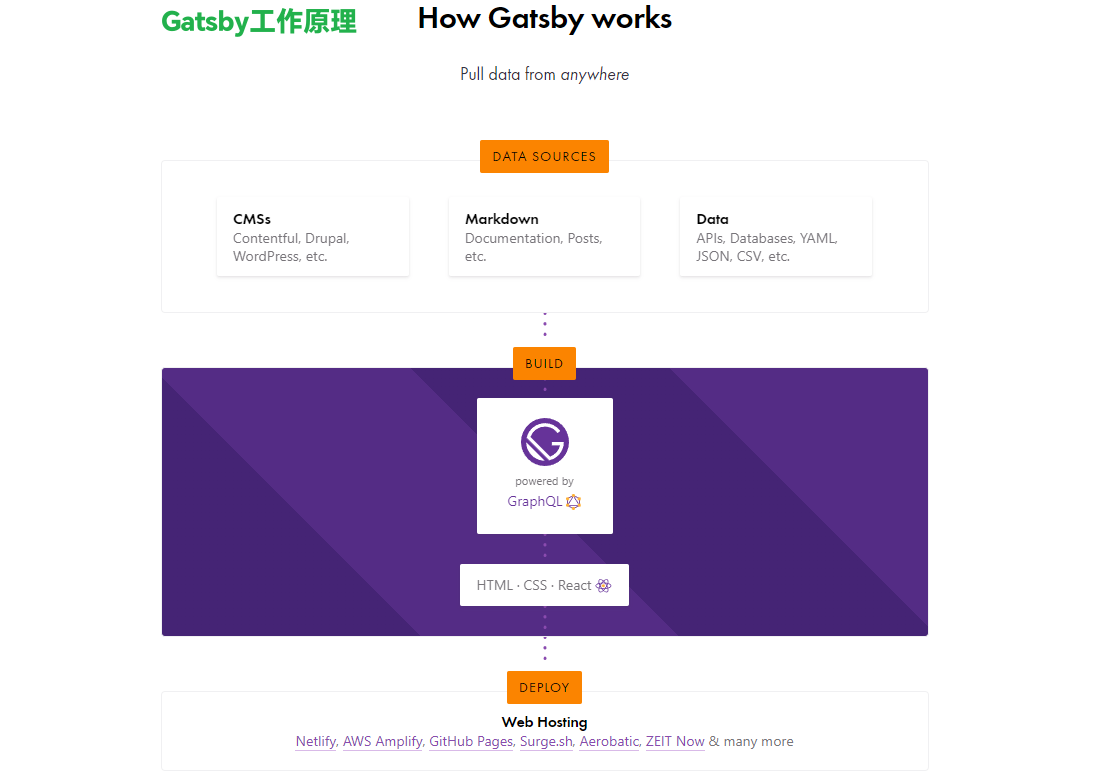 Gatsby工作原理
How Gatsby works
Pull data from anywhere
DATA SOURCES
CMSs
Contentful, Drupal,
WordPress, etc.
Markdown
Documentation, Posts,
etc.
Data
APIs, Databases, YAML,
JSON, CSV, etc.
BUILD
powered by
GraphQL
HTML · CSS · React
DEPLOY
Web Hosting
Netlify, AWS Amplify, GitHub Pages, Surge.sh, Aerobatic, ZEIT Now & many more